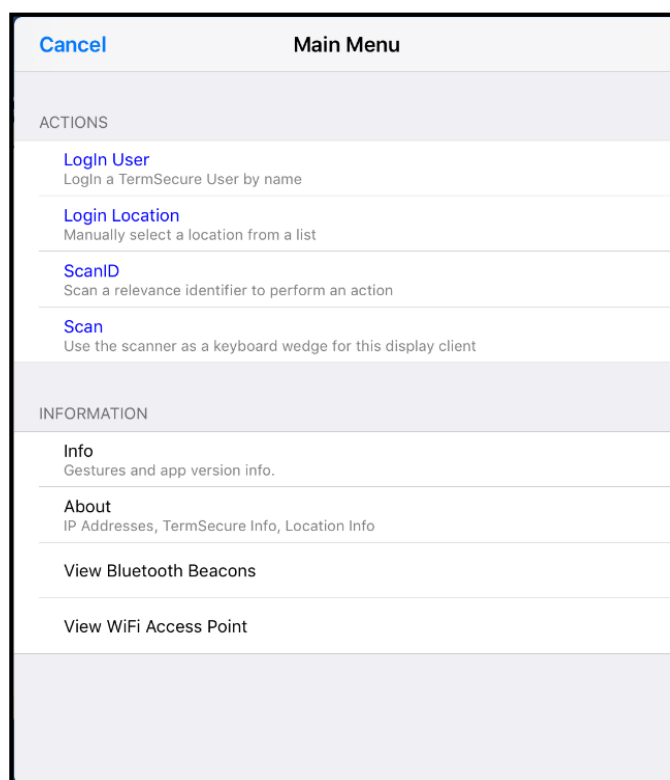 Cancel Main Menu
ACTIONS
LogIn User
LogIn a TermSecure User by name
Login Location
Manually select a location from a list
ScanID
Scan a relevance identifier to perform an action
Scan
Use the scanner as a keyboard wedge for this display client
INFORMATION
Info
Gestures and app version info.
About
IP Addresses, TermSecure Info, Location Info
View Bluetooth Beacons
View WiFi Access Point